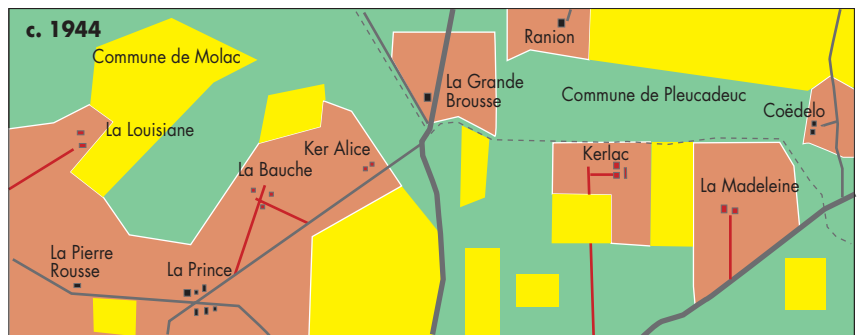 c. 1944
Commune de Molac
Ranion
La Grande
Brousse
Commune de Pleucadeuc
Coëdelo
La Louisiane
Ker Alice
La Bauche
Kerlac
La Madeleine
La Pierre
Rousse
La Prince